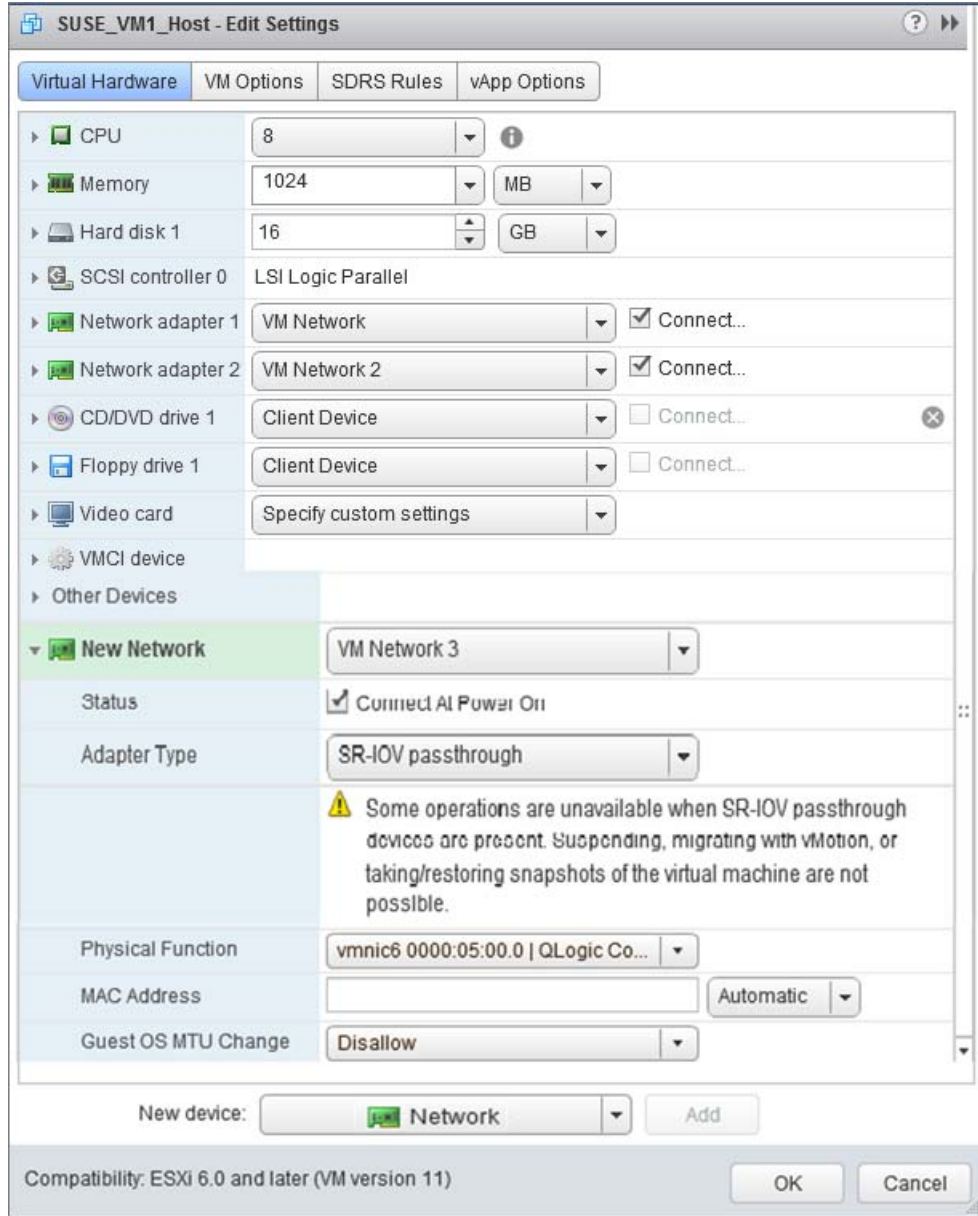 SUSE_VM1_Host - Edit Settings
Virtual Hardware VM Options SDRS Rules vApp Options
CPU 8
Memory 1024 MB
Hard disk 1 16 GB
SCSI controller 0 LSI Logic Parallel
Network adapter 1 VM Network Connect...
Network adapter 2 VM Network 2 Connect...
CD/DVD drive 1 Client Device Connect...
Floppy drive 1 Client Device Connect...
Video card Specify custom settings
VMCI device
Other Devices
New Network VM Network 3
Status Connect At Power On
Adapter Type SR-IOV passthrough
Some operations are unavailable when SR-IOV passthrough
devices are present. Suspending, migrating with vMotion, or
taking/restoring snapshots of the virtual machine are not
possible.
Physical Function vmnic6 0000:05:00.0 | QLogic Co...
MAC Address Automatic
Guest OS MTU Change Disallow
New device: Network Add
Compatibility: ESXi 6.0 and later (VM version 11) OK Cancel